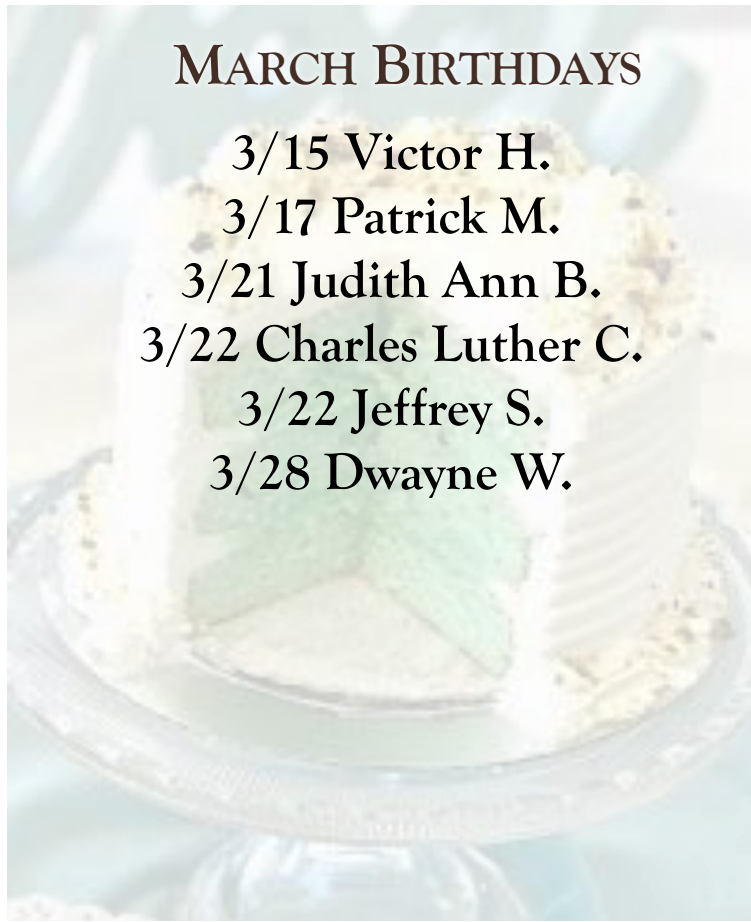 March Birthdays
3/15 Victor H.
3/17 Patrick M.
3/21 Judith Ann B.
3/22 Charles Luther C.
3/22 Jeffrey S.
3/28 Dwayne W.